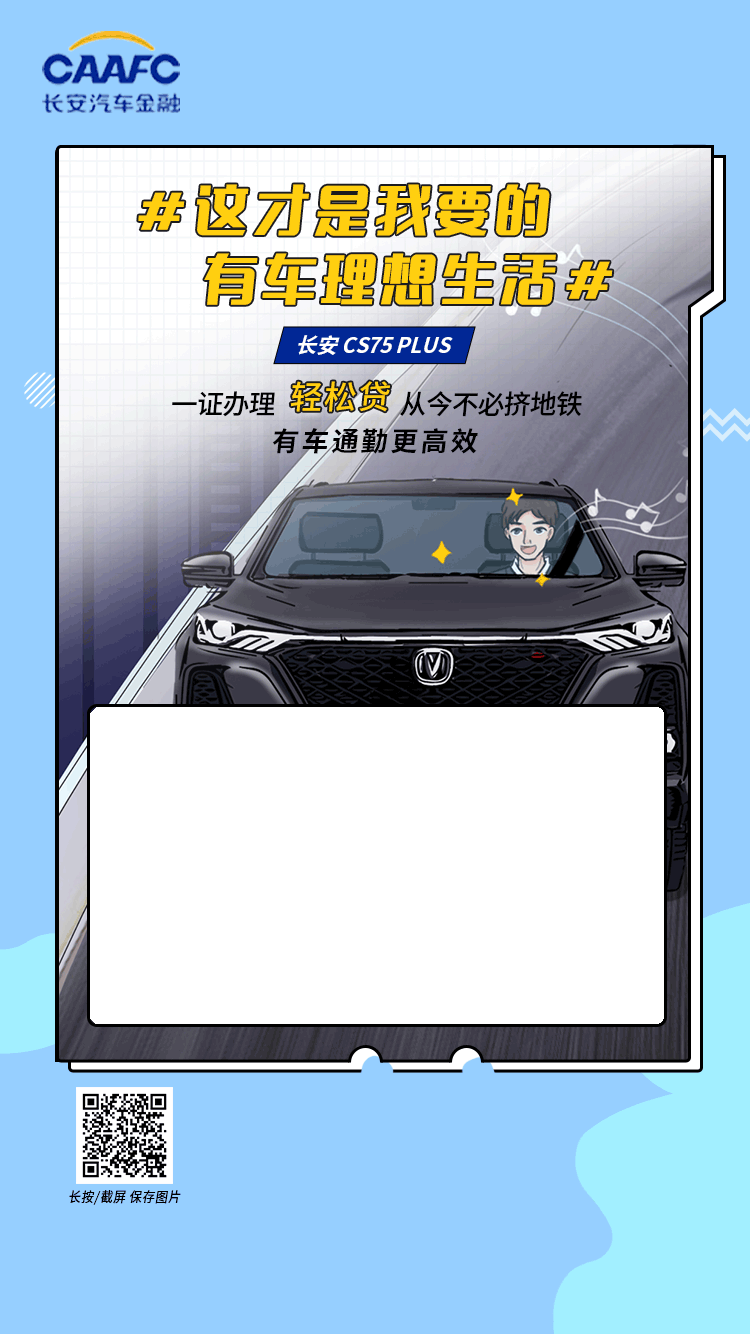 CAAFC
长安汽车金融
#这才是我要的
有车理想生活#
长安 CS75 PLUS
一证办理 轻松贷 从今不必挤地铁
有车通勤更高效
长按/截屏 保存图片